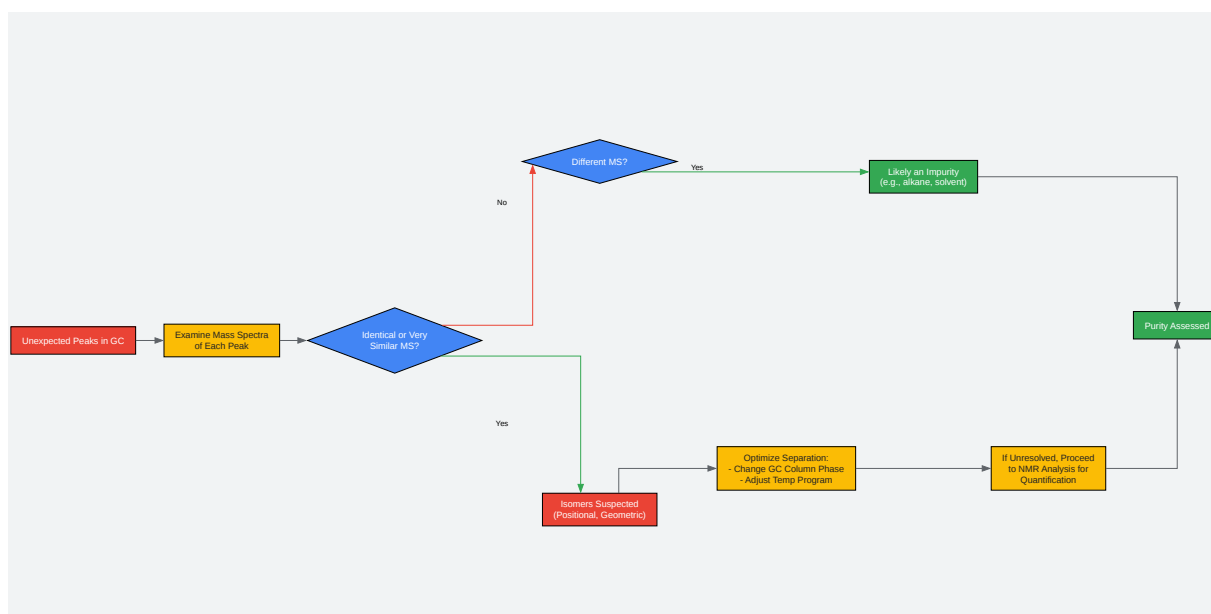 Different MS?
Yes
Likely an Impurity
(e.g., alkane, solvent)
No
Unexpected Peaks in GC
Examine Mass Spectra
of Each Peak
Identical or Very
Similar MS?
Purity Assessed
Yes
Optimize Separation:
- Change GC Column Phase
- Adjust Temp Program
If Unresolved, Proceed
to NMR Analysis for
Quantification
Isomers Suspected
(Positional, Geometric)